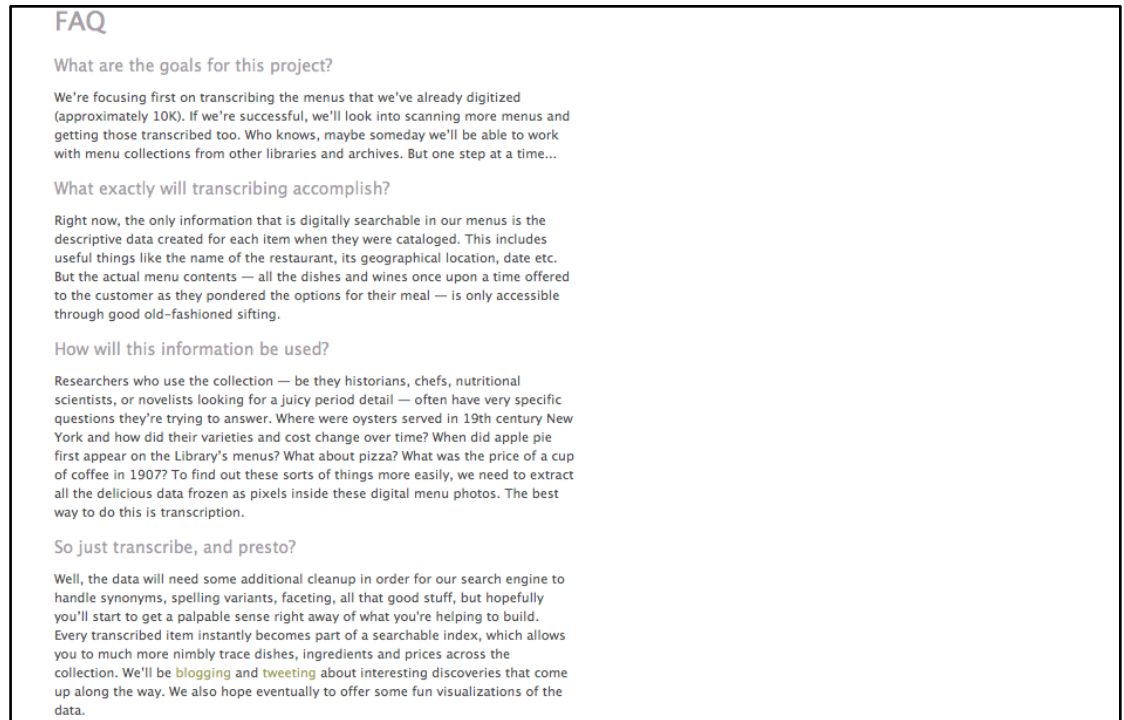 FAQ
What are the goals for this project?
We're focusing first on transcribing the menus that we've already digitized
(approximately 10K). If we're successful, we'll look into scanning more menus and
getting those transcribed too. Who knows, maybe someday we'll be able to work
with menu collections from other libraries and archives. But one step at a time...
What exactly will transcribing accomplish?
Right now, the only information that is digitally searchable in our menus is the
descriptive data created for each item when they were cataloged. This includes
useful things like the name of the restaurant, its geographical location, date etc.
But the actual menu contents — all the dishes and wines once upon a time offered
to the customer as they pondered the options for their meal — is only accessible
through good old-fashioned sifting.
How will this information be used?
Researchers who use the collection — be they historians, chefs, nutritional
scientists, or novelists looking for a juicy period detail — often have very specific
questions they're trying to answer. Where were oysters served in 19th century New
York and how did their varieties and cost change over time? When did apple pie
first appear on the Library's menus? What about pizza? What was the price of a cup
of coffee in 1907? To find out these sorts of things more easily, we need to extract
all the delicious data frozen as pixels inside these digital menu photos. The best
way to do this is transcription.
So just transcribe, and presto?
Well, the data will need some additional cleanup in order for our search engine to
handle synonyms, spelling variants, faceting, all that good stuff, but hopefully
you'll start to get a palpable sense right away of what you're helping to build.
Every transcribed item instantly becomes part of a searchable index, which allows
you to much more nimbly trace dishes, ingredients and prices across the
collection. We'll be blogging and tweeting about interesting discoveries that come
up along the way. We also hope eventually to offer some fun visualizations of the
data.